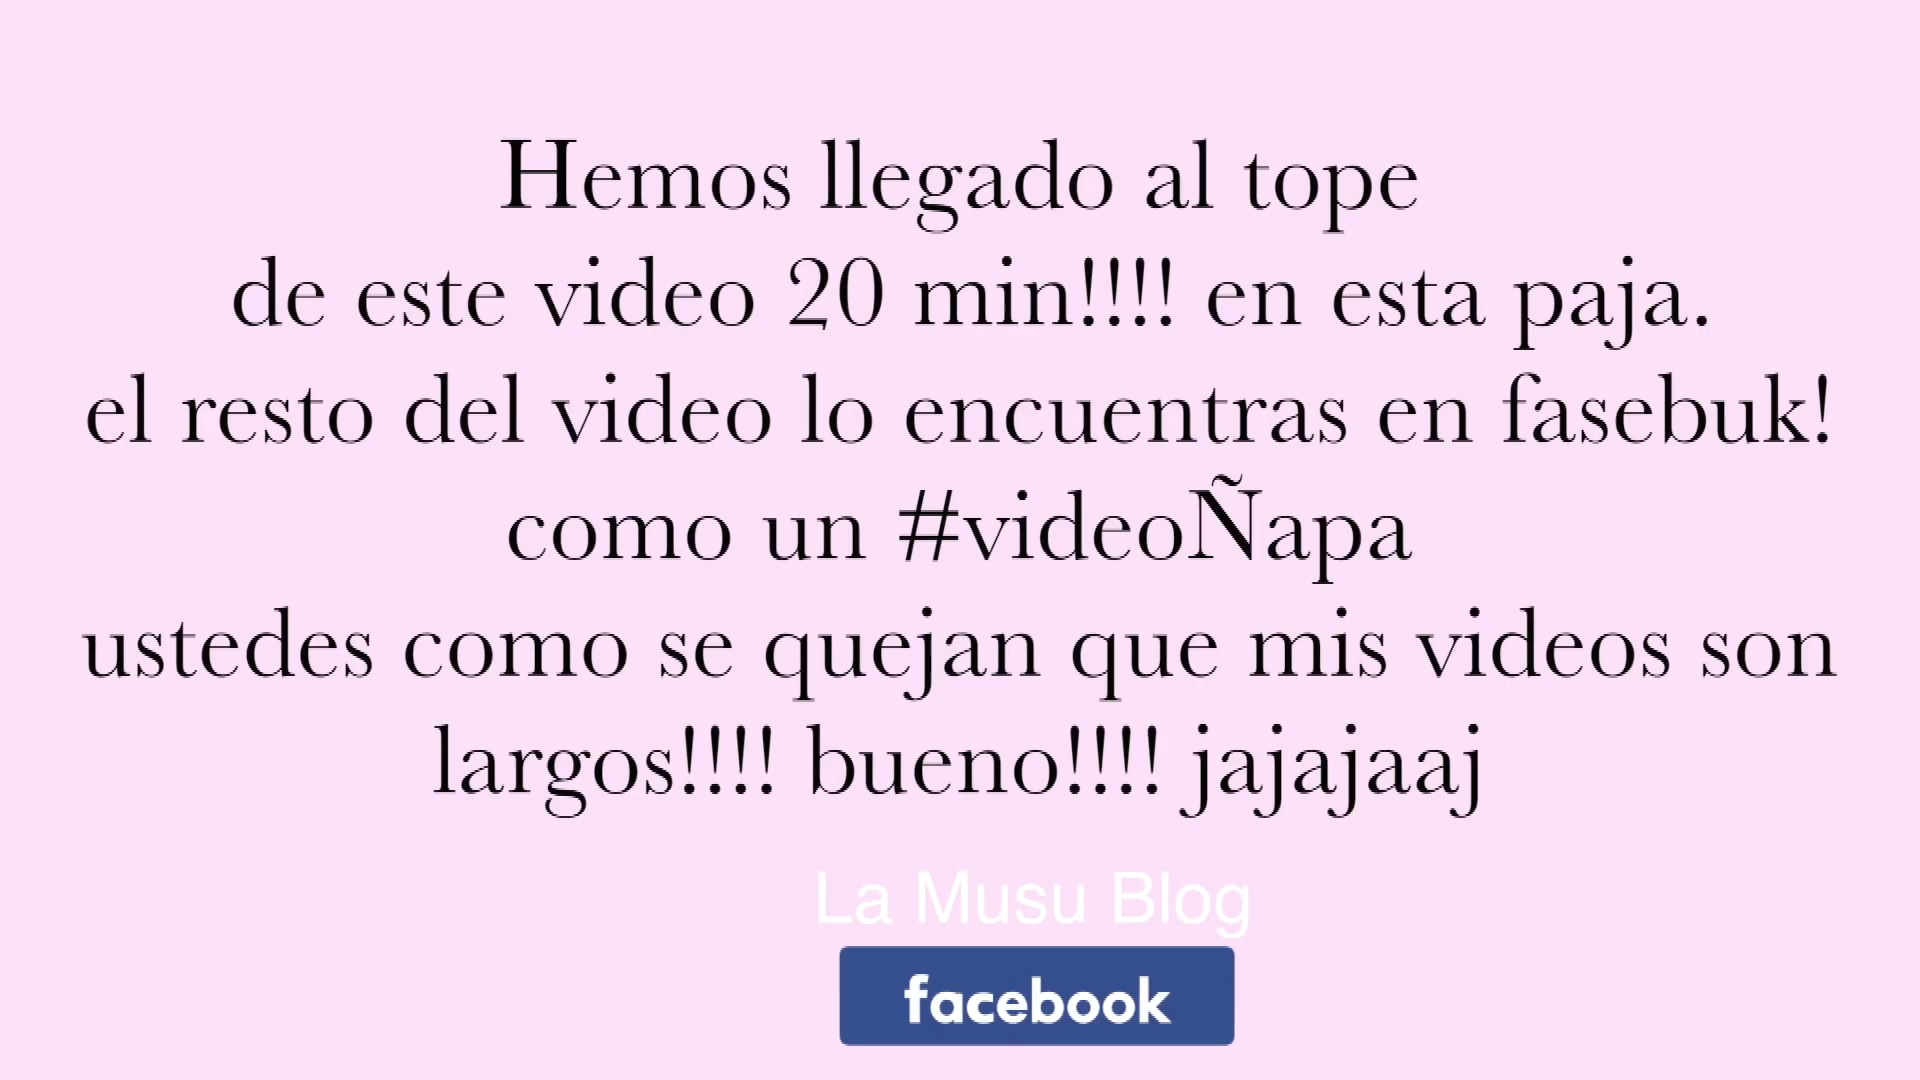 Hemos llegado al tope
de este video 20 min!!!! en esta paja.
el resto del video lo encuentras en fasebuk!
como un #videoÑapa
ustedes como se quejan que mis videos son
largos!!!! bueno!!!! jajajaaj
La Musu Blog
facebook